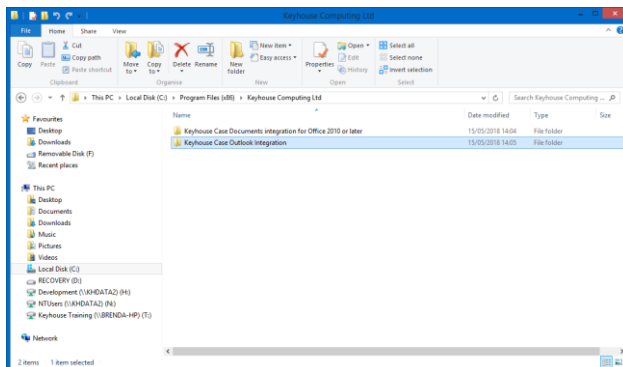 Keyhouse Computing Ltd
File Home Share View
Copy
Paste
Cut
Copy path
Paste shortcut
Move to
Copy to
Delete
Rename
New folder
New item
Easy access
Properties
Open
Edit
History
Select all
Select none
Invert selection
Clipboard Organise New Open Select
This PC Local Disk (C:) Program Files (x86) Keyhouse Computing Ltd
Search Keyhouse Computing ...
Name Date modified Type Size
Keyhouse Case Documents integration for Office 2010 or later 15/05/2018 14:04 File folder
Keyhouse Case Outlook Integration 15/05/2018 14:05 File folder
Favourites
Desktop
Downloads
Removable Disk (F)
Recent places
This PC
Desktop
Documents
Downloads
Music
Pictures
Videos
Local Disk (C:)
RECOVERY (D:)
Development (\\KHDATA2) (H:)
NTUsers (\\KHDATA2) (N:)
Keyhouse Training (\\BRENDA-HP) (T:)
Network
2 items 1 item selected